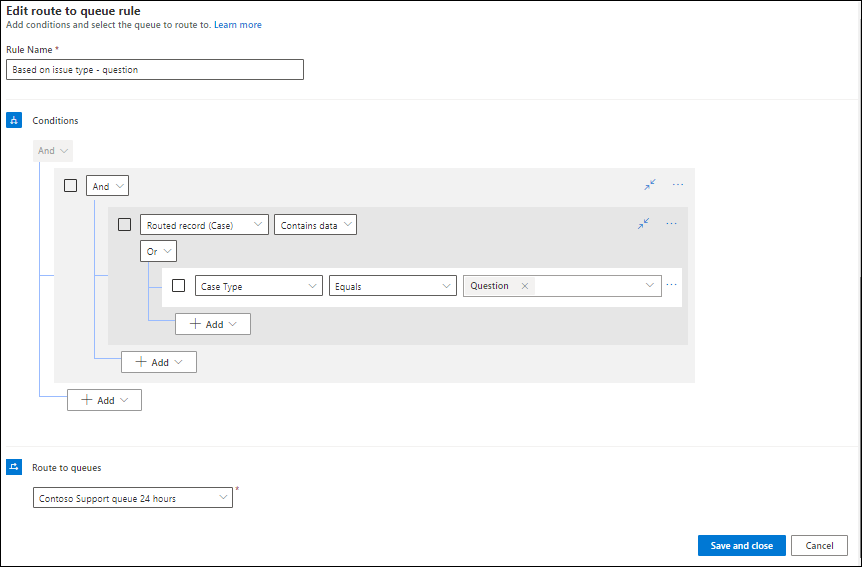 Edit route to queue rule
Add conditions and select the queue to route to. Learn more
Rule Name *
Based on issue type - question
Conditions
And
And
Routed record (Case) Contains data
Or
Case Type Equals Question
Add
Add
Add
Route to queues
Contoso Support queue 24 hours *
Save and close Cancel